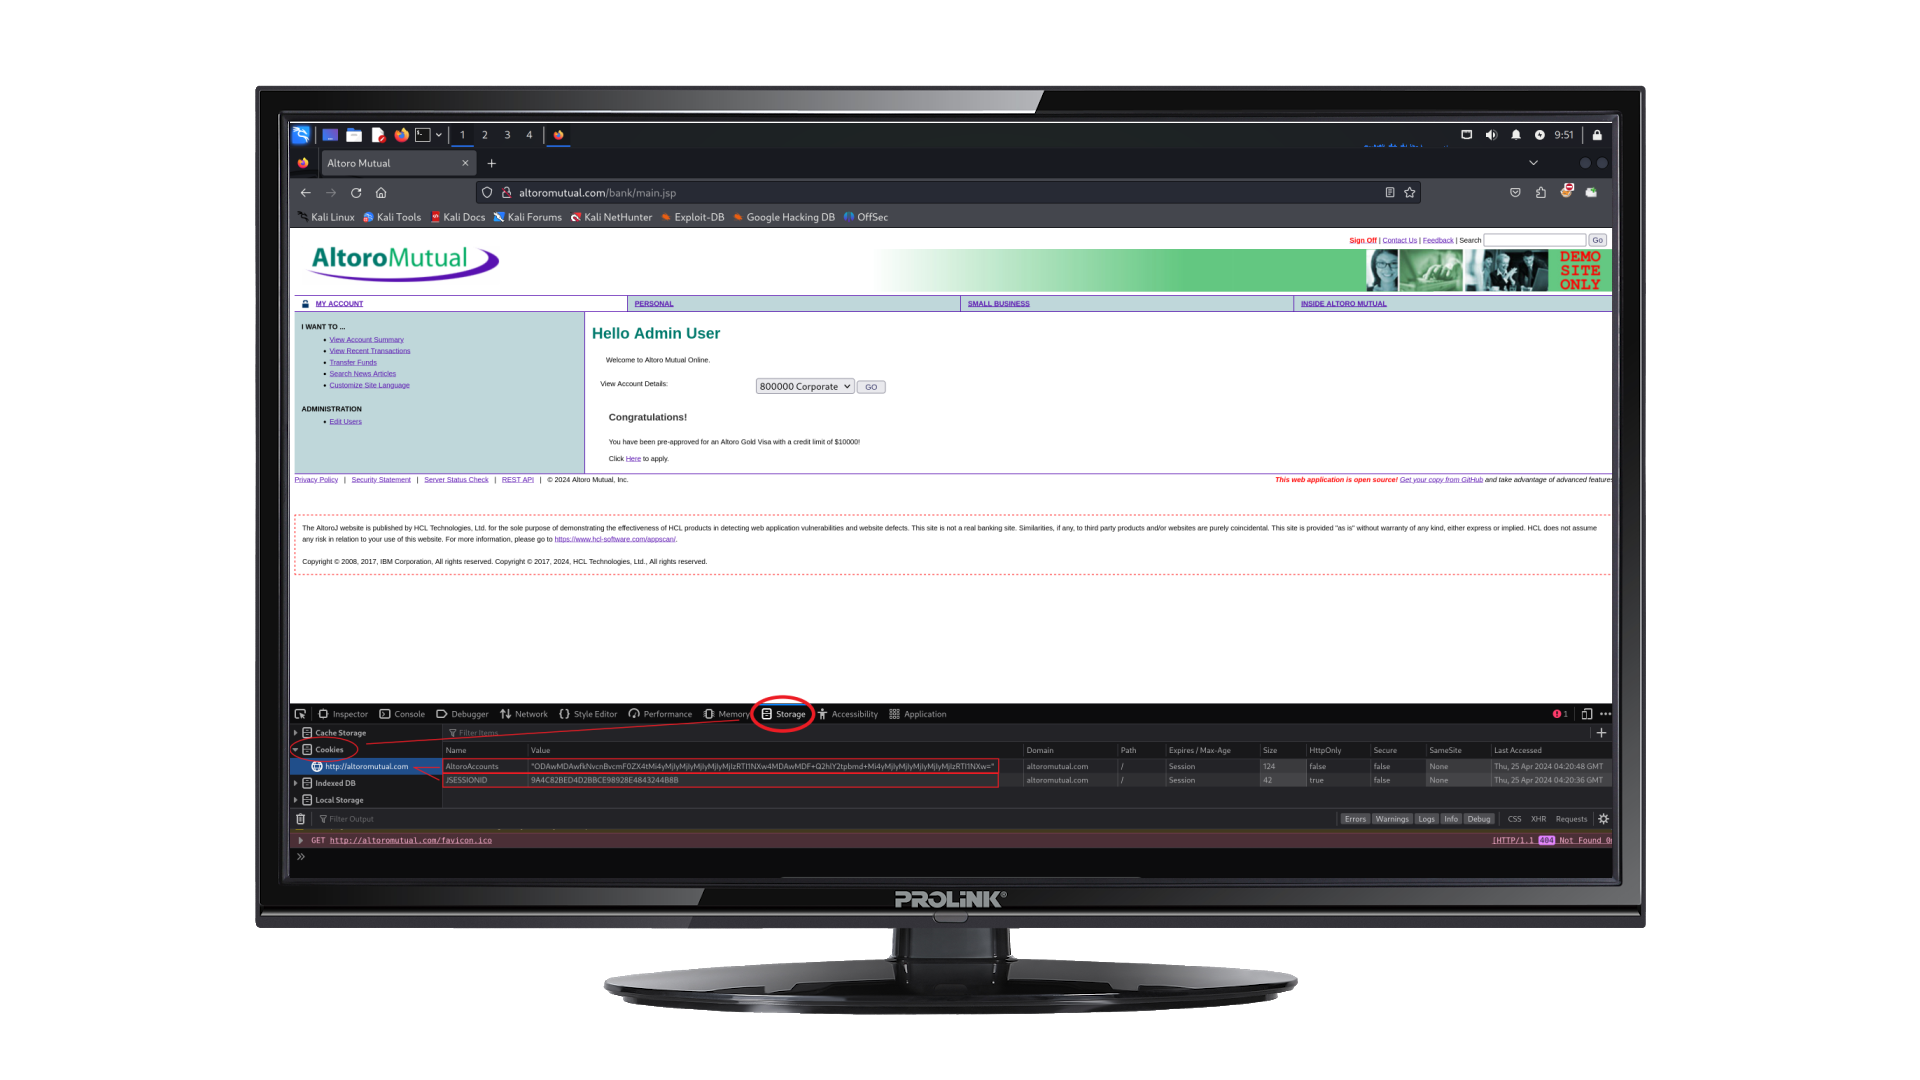 1 2 3 4
9:51
Altoro Mutual
altoromutual.com/bank/main.jsp
Kali Linux Kali Tools Kali Docs Kali Forums Kali NetHunter Exploit-DB Google Hacking DB OffSec
Sign Off | Contact Us | Feedback | Search Go
AltoroMutual
DEMO
SITE
ONLY
MY ACCOUNT PERSONAL SMALL BUSINESS INSIDE ALTORO MUTUAL
I WANT TO ...
View Account Summary
View Recent Transactions
Transfer Funds
Search News Articles
Customize Site Language
ADMINISTRATION
Edit Users
Hello Admin User
Welcome to Altoro Mutual Online.
View Account Details: 800000 Corporate GO
Congratulations!
You have been pre-approved for an Altoro Gold Visa with a credit limit of $10000!
Click Here to apply.
Privacy Policy | Security Statement | Server Status Check | REST API | © 2024 Altoro Mutual, Inc.
This web application is open source! Get your copy from GitHub and take advantage of advanced features
The AltoroJ website is published by HCL Technologies, Ltd. for the sole purpose of demonstrating the effectiveness of HCL products in detecting web application vulnerabilities and website defects. This site is not a real banking site. Similarities, if any, to third party products and/or websites are purely coincidental. This site is provided "as is" without warranty of any kind, either express or implied. HCL does not assume
any risk in relation to your use of this website. For more information, please go to https://www.hcl-software.com/appscan/.
Copyright © 2008, 2017, IBM Corporation, All rights reserved. Copyright © 2017, 2024, HCL Technologies, Ltd., All rights reserved.
Inspector Console Debugger Network Style Editor Performance Memory Storage Accessibility Application 1
Cache Storage
Filter Items
Cookies
http://altoromutual.com
Indexed DB
Local Storage
Name Value Domain Path Expires / Max-Age Size HttpOnly Secure SameSite Last Accessed
AltoroAccounts altoromutual.com / Session 124 false false None Thu, 25 Apr 2024 04:20:48 GMT
JSESSIONID 9A4C82BED4D2BBCE98928E4843244B8B altoromutual.com / Session 42 true false None Thu, 25 Apr 2024 04:20:36 GMT
Filter Output Errors Warnings Logs Info Debug CSS XHR Requests
GET http://altoromutual.com/favicon.ico [HTTP/1.1 404 Not Found
PROLiNK®